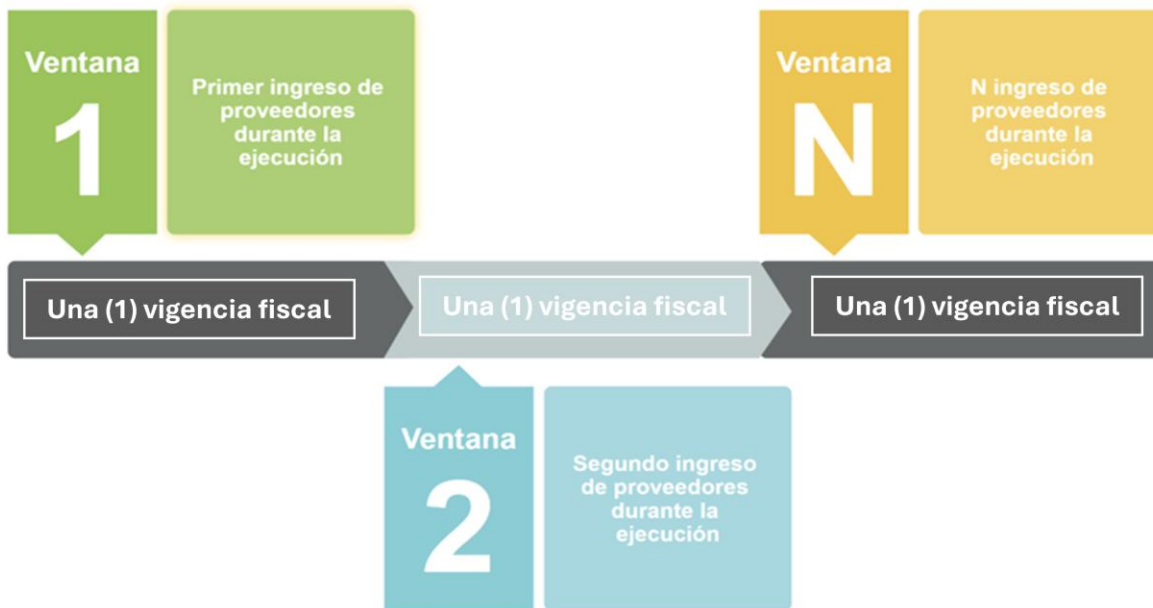 Ventana
1
Primer ingreso de
proveedores
durante la
ejecución
Ventana
N
N ingreso de
proveedores
durante la
ejecución
Una (1) vigencia fiscal
Una (1) vigencia fiscal
Una (1) vigencia fiscal
Ventana
2
Segundo ingreso
de proveedores
durante la
ejecución